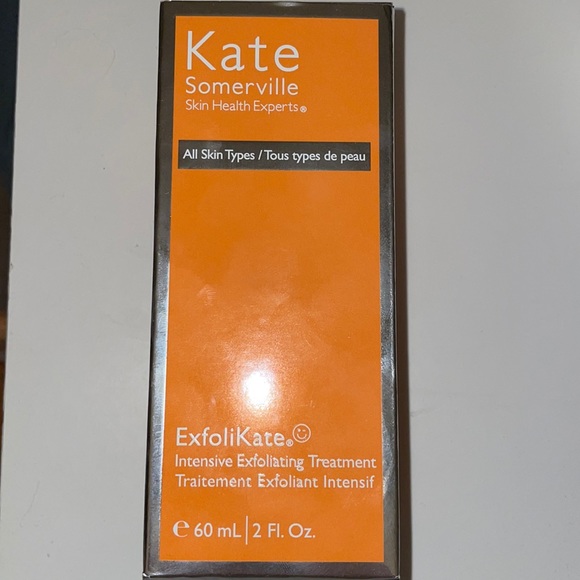 Kate
Somerville
Skin Health Experts®
All Skin Types / Tous types de peau
ExfoliKate®☺
Intensive Exfoliating Treatment
Traitement Exfoliant Intensif
℮ 60 mL | 2 Fl. Oz.